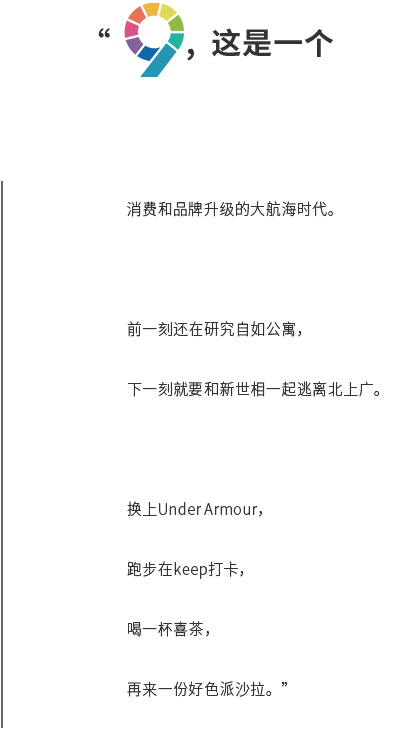 “9，这是一个
消费和品牌升级的大航海时代。
前一刻还在研究自如公寓，
下一刻就要和新世相一起逃离北上广。
换上Under Armour，
跑步在keep打卡，
喝一杯喜茶，
再来一份好色派沙拉。”